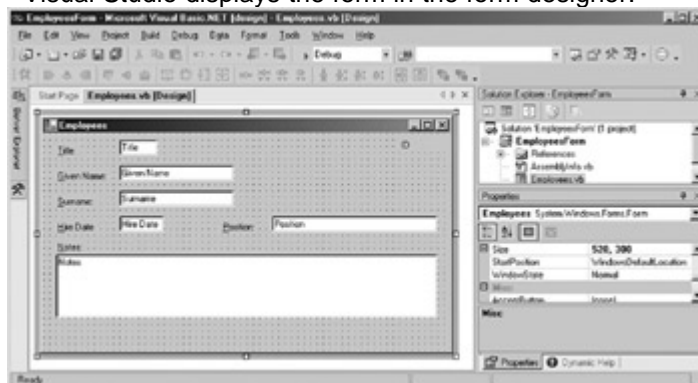 Visual Studio displays the form in the form designer.
EmployeesForm - Microsoft Visual Basic.NET [design] - Employees.vb [Design]
File Edit View Project Build Debug Data Format Tools Window Help
Debug
Start Page Employees.vb [Design]
Server Explorer
Employees
Title
Title
Given Name:
Given Name
Surname:
Surname
Hire Date
Hire Date
Position:
Position
Notes:
Notes
Solution Explorer - EmployeesForm
Solution 'EmployeesForm' (1 project)
EmployeesForm
References
AssemblyInfo.vb
Employees.vb
Properties
Employees System.Windows.Forms.Form
Size 520, 300
StartPosition WindowsDefaultLocation
WindowState Normal
Misc
AcceptButton (none)
Misc
Properties Dynamic Help
Ready